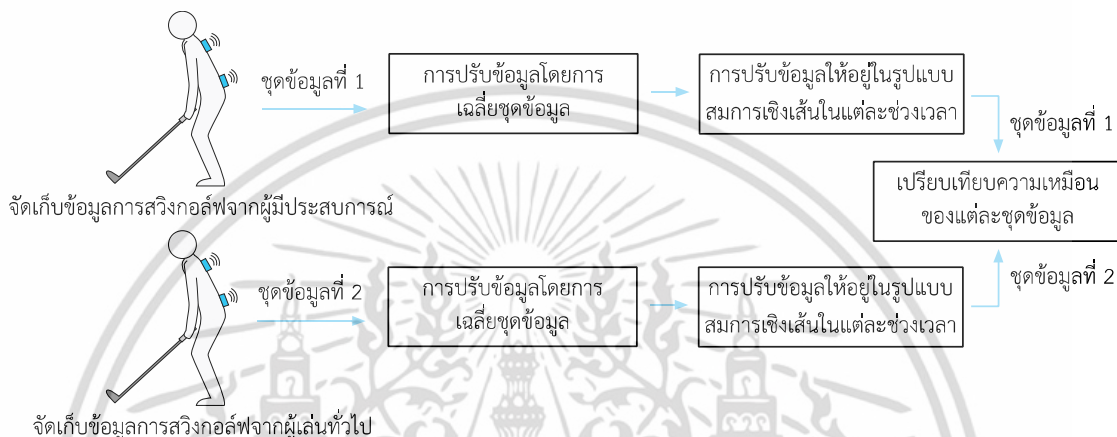 ชุดข้อมูลที่ 1
การปรับข้อมูลโดยการ
เฉลี่ยชุดข้อมูล
การปรับข้อมูลให้อยู่ในรูปแบบ
สมการเชิงเส้นในแต่ละช่วงเวลา
ชุดข้อมูลที่ 1
จัดเก็บข้อมูลการสวิงกอล์ฟจากผู้มีประสบการณ์
เปรียบเทียบความเหมือน
ของแต่ละชุดข้อมูล
ชุดข้อมูลที่ 2
การปรับข้อมูลโดยการ
เฉลี่ยชุดข้อมูล
การปรับข้อมูลให้อยู่ในรูปแบบ
สมการเชิงเส้นในแต่ละช่วงเวลา
ชุดข้อมูลที่ 2
จัดเก็บข้อมูลการสวิงกอล์ฟจากผู้เล่นทั่วไป